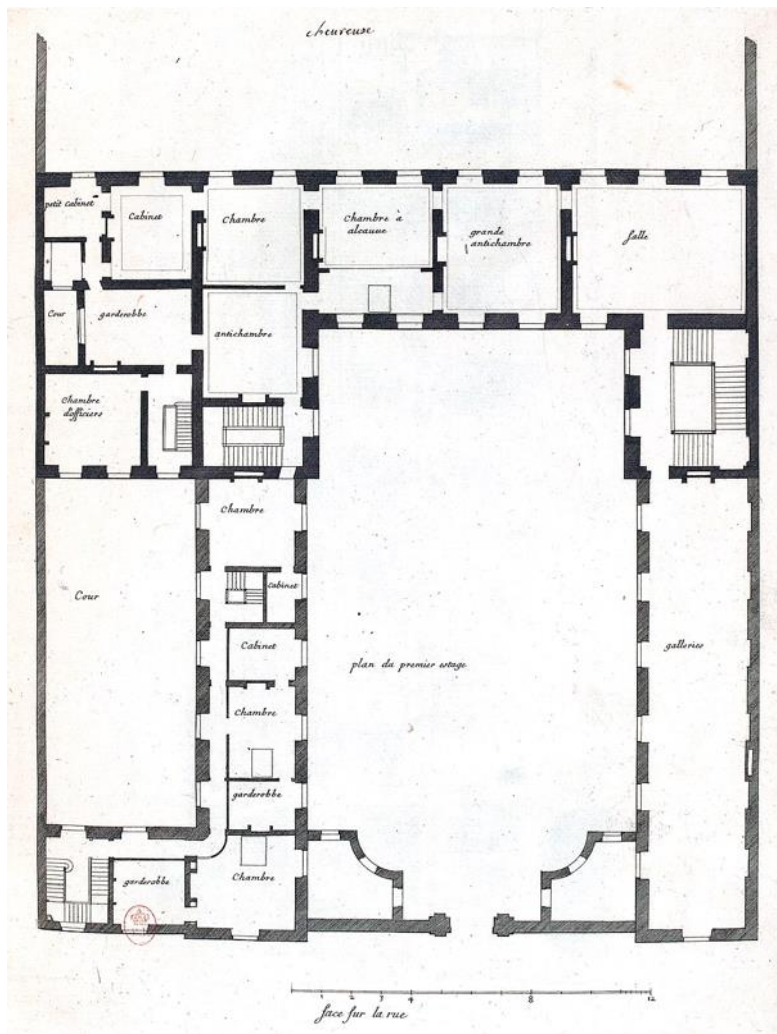 cheureuse
petit Cabinet
Cabinet
Chambre
Chambre à
alcauue
grande
antichambre
salle
Cour
garderobbe
antichambre
Chambre
d'officiers
Chambre
Cabinet
Cour
Cabinet
plan du premier estage
galleries
Chambre
garderobbe
garderobbe
Chambre
1 2 3 4 8 12
face sur la rue